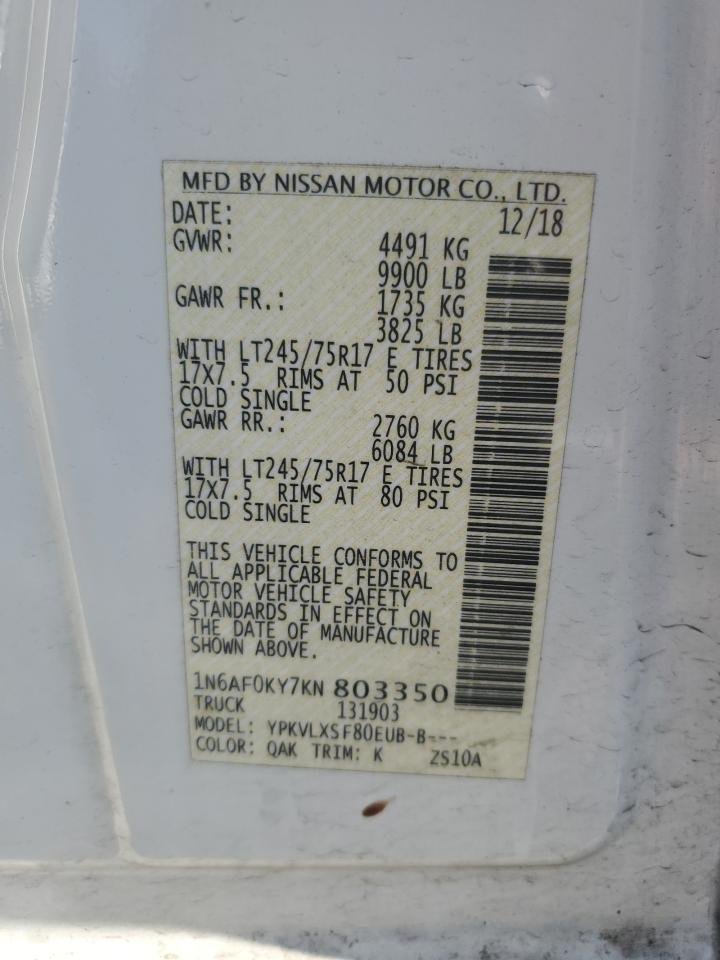 MFD BY NISSAN MOTOR CO., LTD.
DATE: 12/18
GVWR: 4491 KG
9900 LB
GAWR FR.: 1735 KG
3825 LB
WITH LT245/75R17 E TIRES
17X7.5 RIMS AT 50 PSI
COLD SINGLE
GAWR RR.: 2760 KG
6084 LB
WITH LT245/75R17 E TIRES
17X7.5 RIMS AT 80 PSI
COLD SINGLE
THIS VEHICLE CONFORMS TO
ALL APPLICABLE FEDERAL
MOTOR VEHICLE SAFETY
STANDARDS IN EFFECT ON
THE DATE OF MANUFACTURE
SHOWN ABOVE.
1N6AF0KY7KN 803350
TRUCK 131903
MODEL: YPKVLXSF80EUB-B---
COLOR: QAK TRIM: K ZS10A